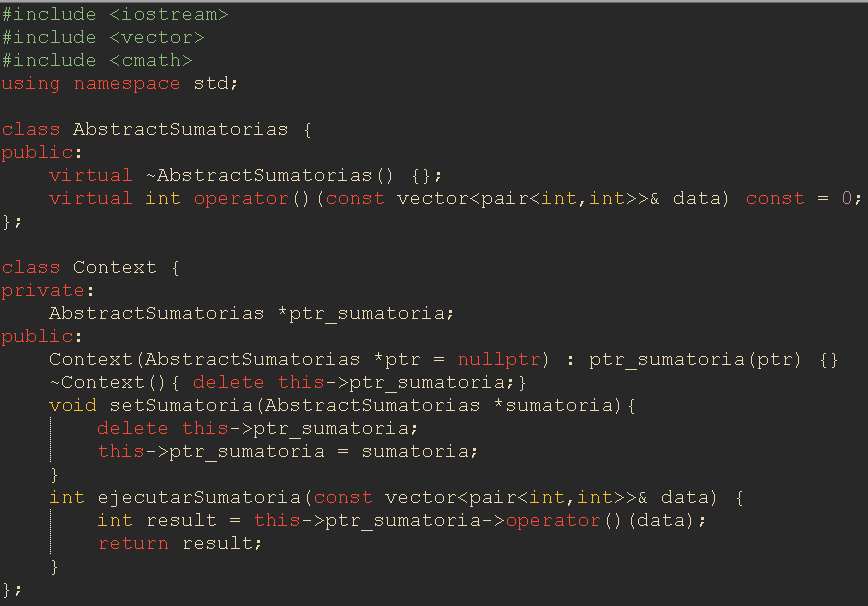 #include <iostream>
#include <vector>
#include <cmath>
using namespace std;

class AbstractSumatorias {
public:
    virtual ~AbstractSumatorias() {};
    virtual int operator()(const vector<pair<int,int>>& data) const = 0;
};

class Context {
private:
    AbstractSumatorias *ptr_sumatoria;
public:
    Context(AbstractSumatorias *ptr = nullptr) : ptr_sumatoria(ptr) {}
    ~Context(){ delete this->ptr_sumatoria;}
    void setSumatoria(AbstractSumatorias *sumatoria){
        delete this->ptr_sumatoria;
        this->ptr_sumatoria = sumatoria;
    }
    int ejecutarSumatoria(const vector<pair<int,int>>& data) {
        int result = this->ptr_sumatoria->operator()(data);
        return result;
    }
};